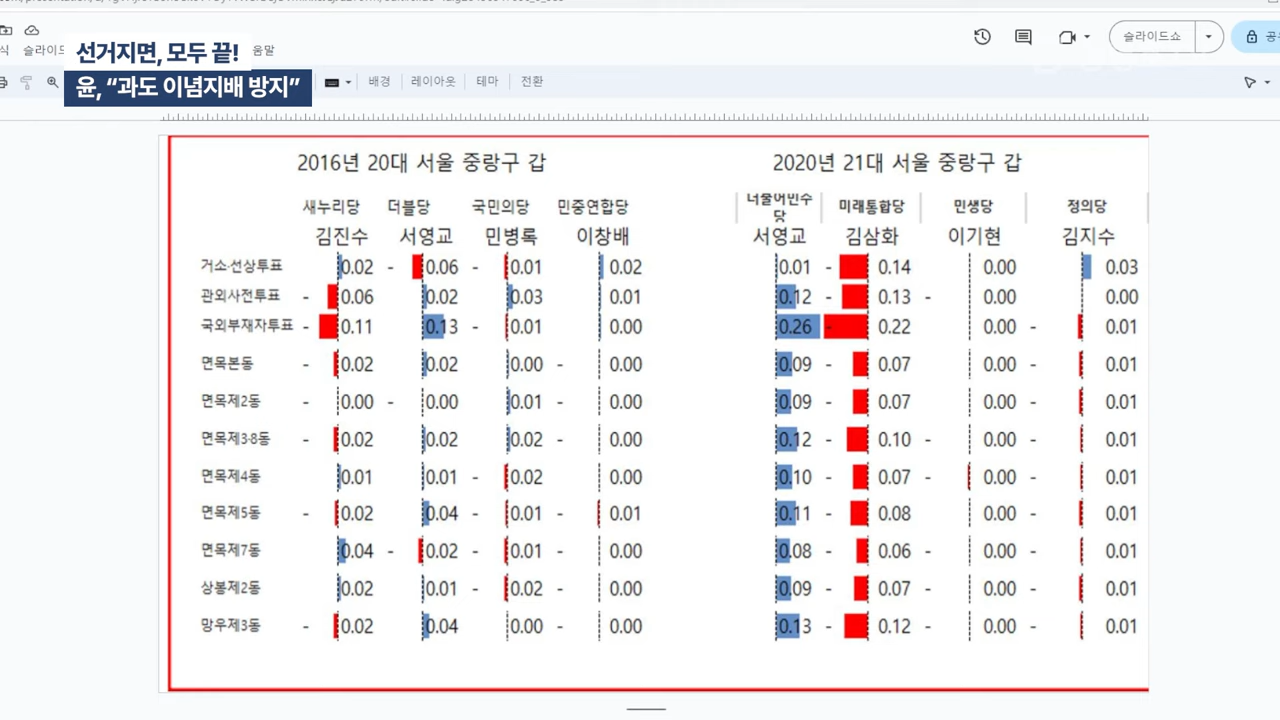 식 슬라이드 움말
선거지면, 모두 끝!
윤, “과도 이념지배 방지”
슬라이드쇼 공
배경 레이아웃 테마 전환
2016년 20대 서울 중랑구 갑 2020년 21대 서울 중랑구 갑
새누리당 더블당 국민의당 민중연합당 더불어민주당 미래통합당 민생당 정의당
김진수 서영교 민병록 이창배 서영교 김삼화 이기현 김지수
거소·선상투표 0.02 - 0.06 - 0.01 0.02 0.01 - 0.14 0.00 0.03
관외사전투표 - 0.06 0.02 0.03 0.01 0.12 - 0.13 - 0.00 0.00
국외부재자투표 - 0.11 0.13 - 0.01 0.00 0.26 - 0.22 0.00 - 0.01
면목본동 - 0.02 0.02 0.00 - 0.00 0.09 - 0.07 0.00 - 0.01
면목제2동 - 0.00 - 0.00 0.01 - 0.00 0.09 - 0.07 0.00 - 0.01
면목제3·8동 - 0.02 0.02 0.02 - 0.00 0.12 - 0.10 - 0.00 - 0.01
면목제4동 0.01 0.01 - 0.02 0.00 0.10 - 0.07 - 0.00 - 0.01
면목제5동 - 0.02 0.04 - 0.01 - 0.01 0.11 - 0.08 0.00 - 0.01
면목제7동 0.04 - 0.02 - 0.01 - 0.00 0.08 - 0.06 - 0.00 - 0.01
상봉제2동 0.02 0.01 - 0.02 - 0.00 0.09 - 0.07 - 0.00 - 0.01
망우제3동 - 0.02 0.04 - 0.00 - 0.00 0.13 - 0.12 - 0.00 - 0.01